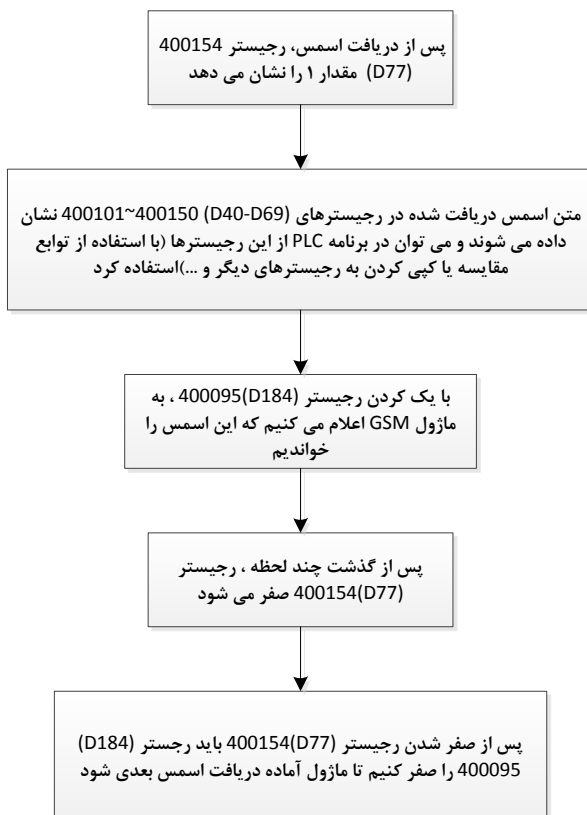 پس از دریافت اسمس، رجیستر 400154
(D77) مقدار ۱ را نشان می دهد
متن اسمس دریافت شده در رجیسترهای (D40-D69) 400101~400150 نشان
داده می شوند و می توان در برنامه PLC از این رجیسترها (با استفاده از توابع
مقایسه یا کپی کردن به رجیسترهای دیگر و ...)استفاده کرد
با یک کردن رجیستر (D184)400095 ، به
ماژول GSM اعلام می کنیم که این اسمس را
خواندیم
پس از گذشت چند لحظه ، رجیستر
(D77)400154 صفر می شود
پس از صفر شدن رجیستر (D77)400154 باید رجستر (D184)
400095 را صفر کنیم تا ماژول آماده دریافت اسمس بعدی شود